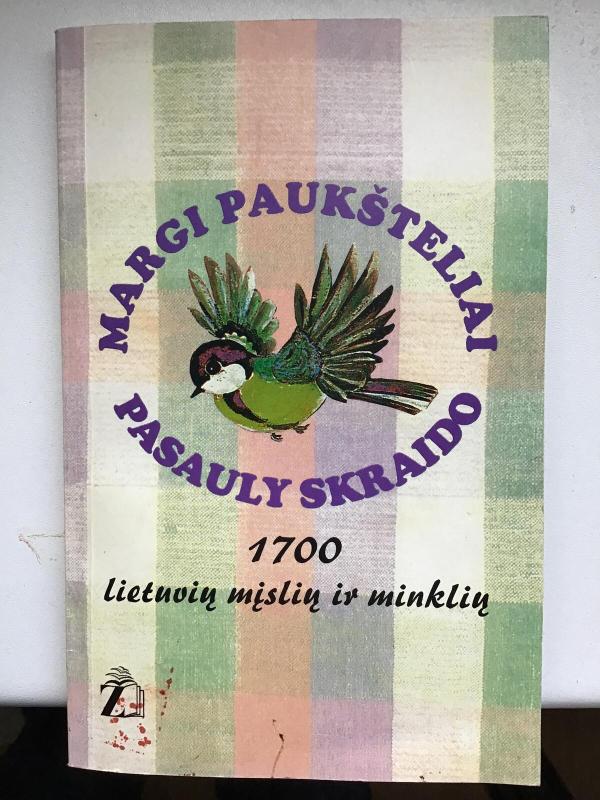 MARGI PAUKŠTELIAI
PASAULY SKRAIDO
1700
lietuvių mįslių ir minklių
Ž